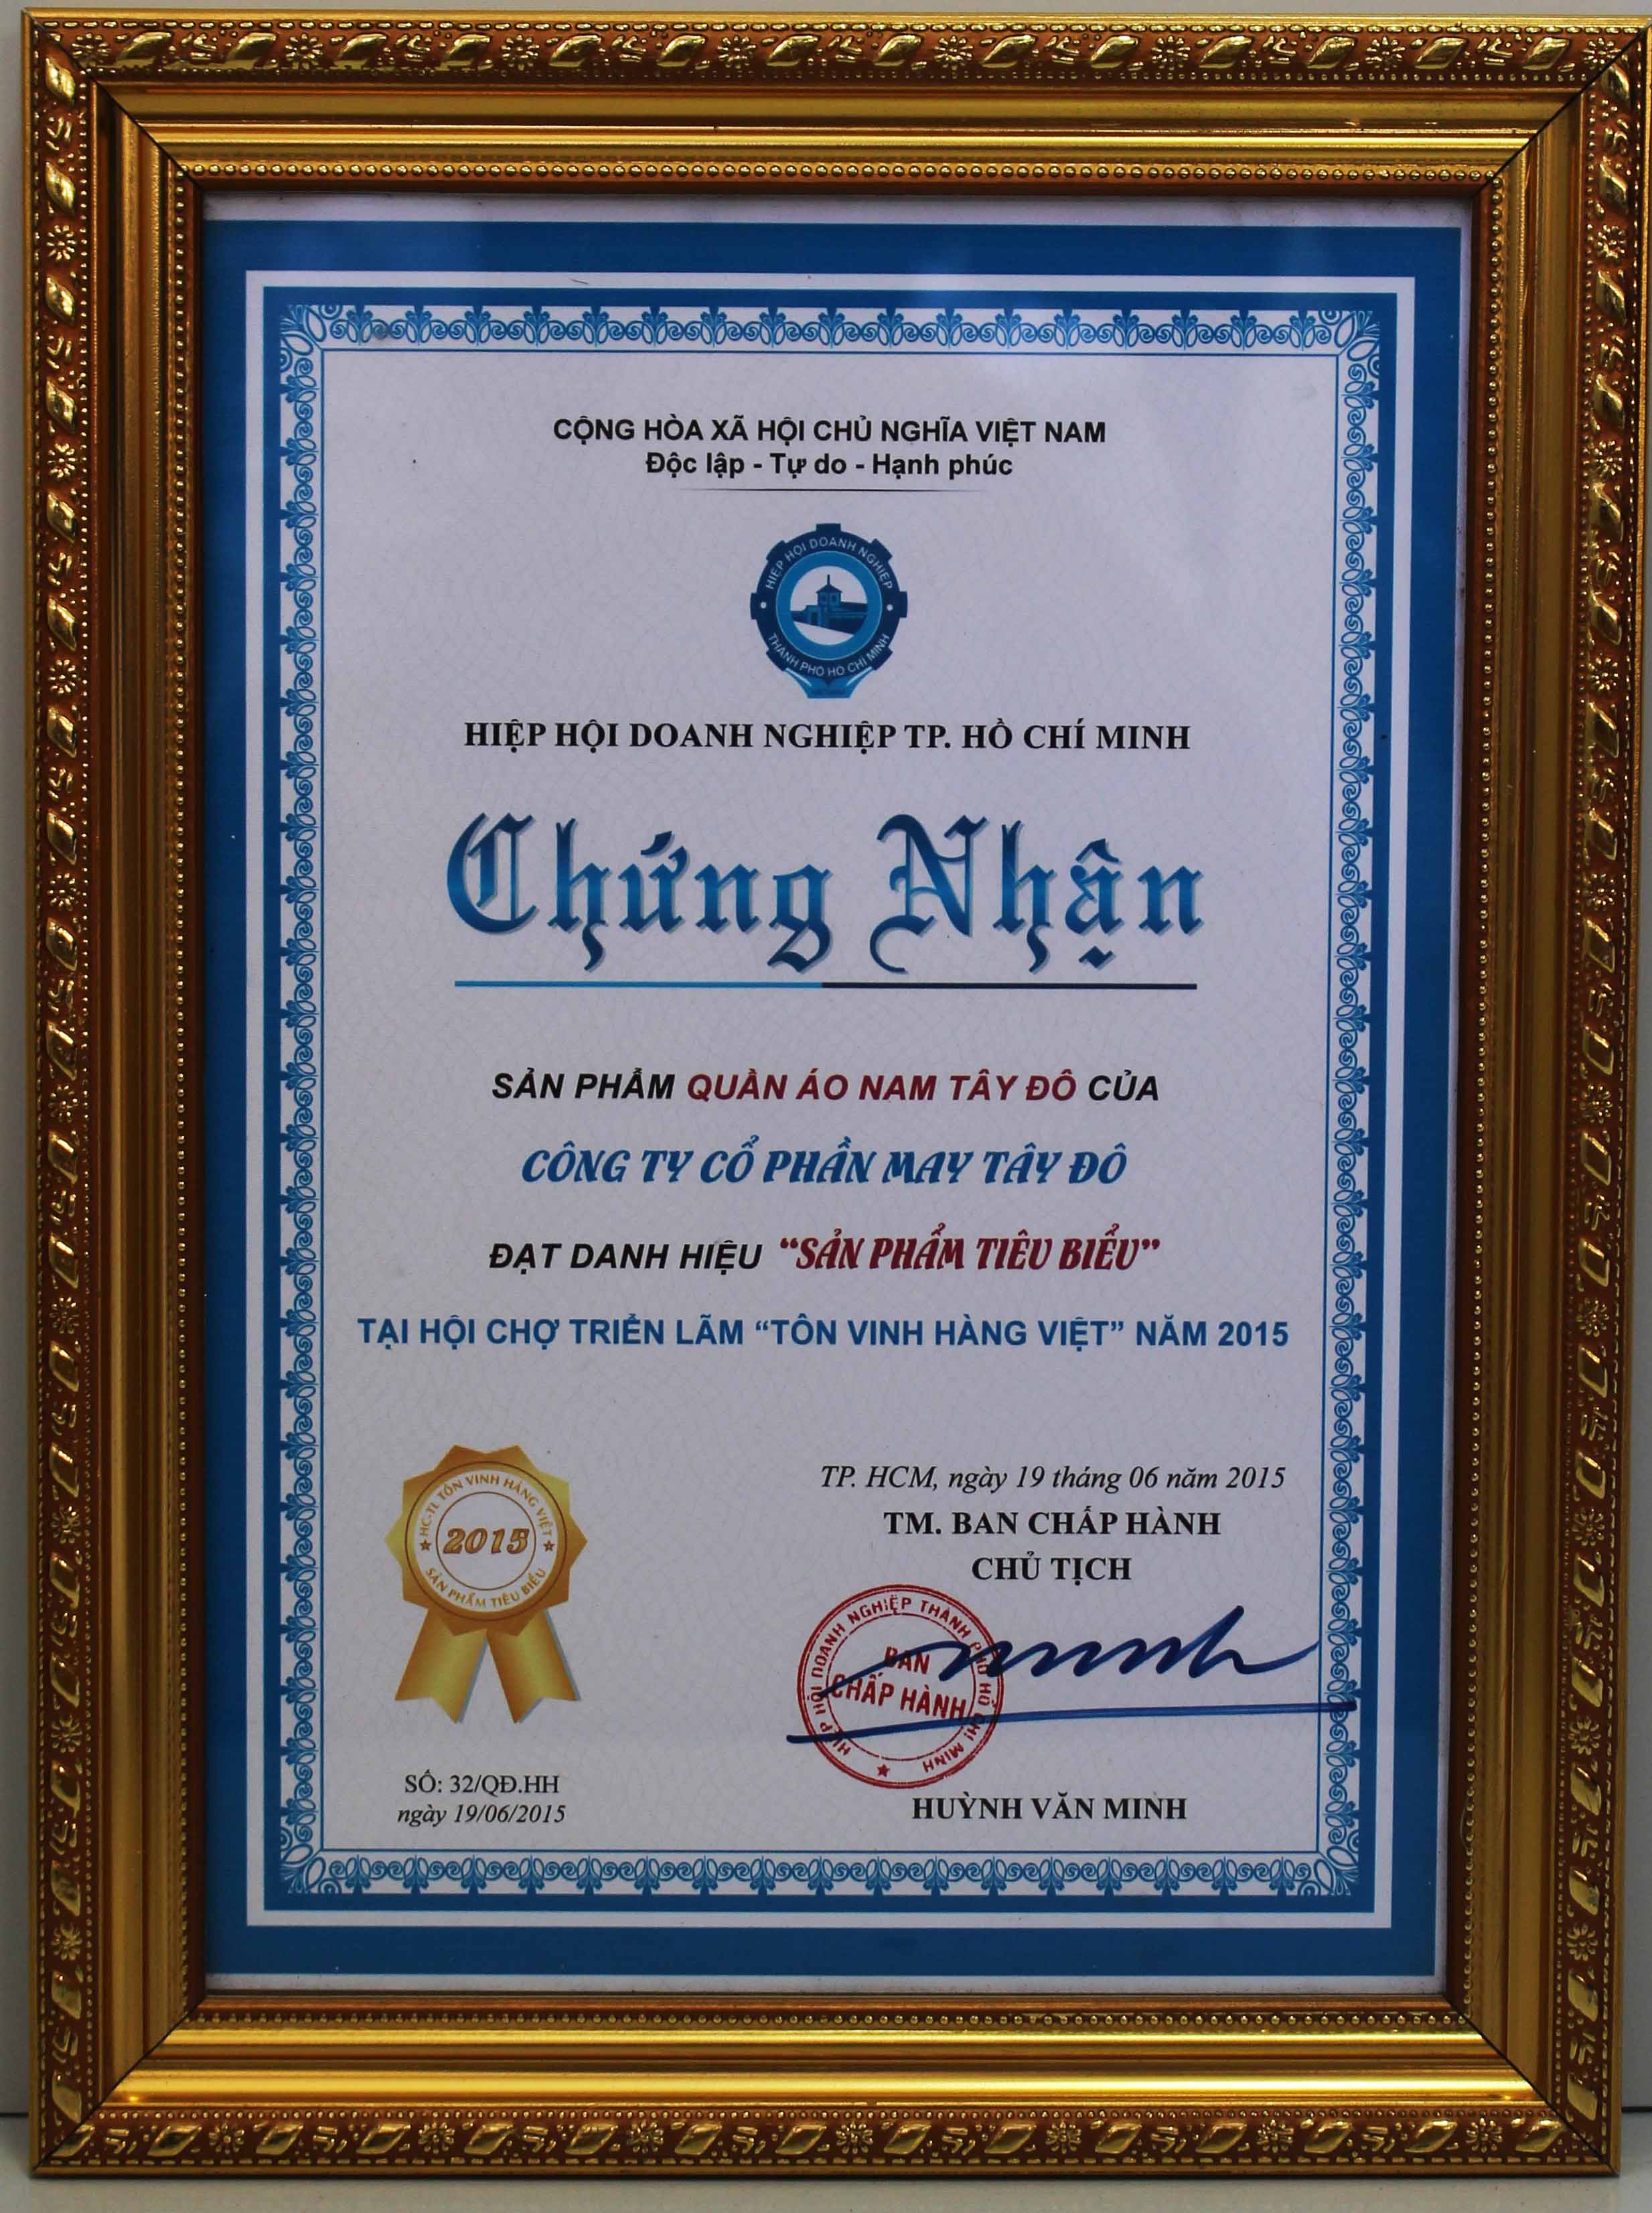 CỘNG HÒA XÃ HỘI CHỦ NGHĨA VIỆT NAM
Độc lập - Tự do - Hạnh phúc
HIỆP HỘI DOANH NGHIỆP
THÀNH PHỐ HỒ CHÍ MINH
HIỆP HỘI DOANH NGHIỆP TP. HỒ CHÍ MINH
Chứng Nhận
SẢN PHẨM QUẦN ÁO NAM TÂY ĐÔ CỦA
CÔNG TY CỔ PHẦN MAY TÂY ĐÔ
ĐẠT DANH HIỆU “SẢN PHẨM TIÊU BIỂU”
TẠI HỘI CHỢ TRIỂN LÃM “TÔN VINH HÀNG VIỆT” NĂM 2015
HC-TL TÔN VINH HÀNG VIỆT
2015
SẢN PHẨM TIÊU BIỂU
SỐ: 32/QĐ.HH
ngày 19/06/2015
TP. HCM, ngày 19 tháng 06 năm 2015
TM. BAN CHẤP HÀNH
CHỦ TỊCH
HIỆP HỘI DOANH NGHIỆP THÀNH PHỐ HỒ CHÍ MINH
BAN
CHẤP HÀNH
HUỲNH VĂN MINH